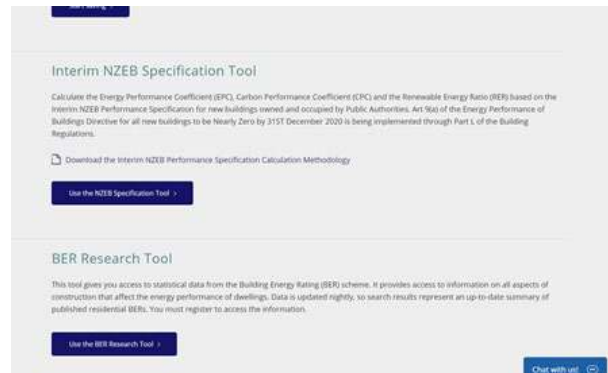 Interim NZEB Specification Tool
Calculate the Energy Performance Coefficient (EPC), Carbon Performance Coefficient (CPC) and the Renewable Energy Ratio (RER) based on the
Interim NZEB Performance Specification for new buildings owned and occupied by Public Authorities. Art 9(a) of the Energy Performance of
Buildings Directive for all new buildings to be Nearly Zero by 31ST December 2020 is being implemented through Part L of the Building
Regulations.
Download the Interim NZEB Performance Specification Calculation Methodology
Use the NZEB Specification Tool ›
BER Research Tool
This tool gives you access to statistical data from the Building Energy Rating (BER) scheme. It provides access to information on all aspects of
construction that affect the energy performance of dwellings. Data is updated nightly, so search results represent an up-to-date summary of
published residential BERs. You must register to access the information.
Use the BER Research Tool ›
Chat with us!